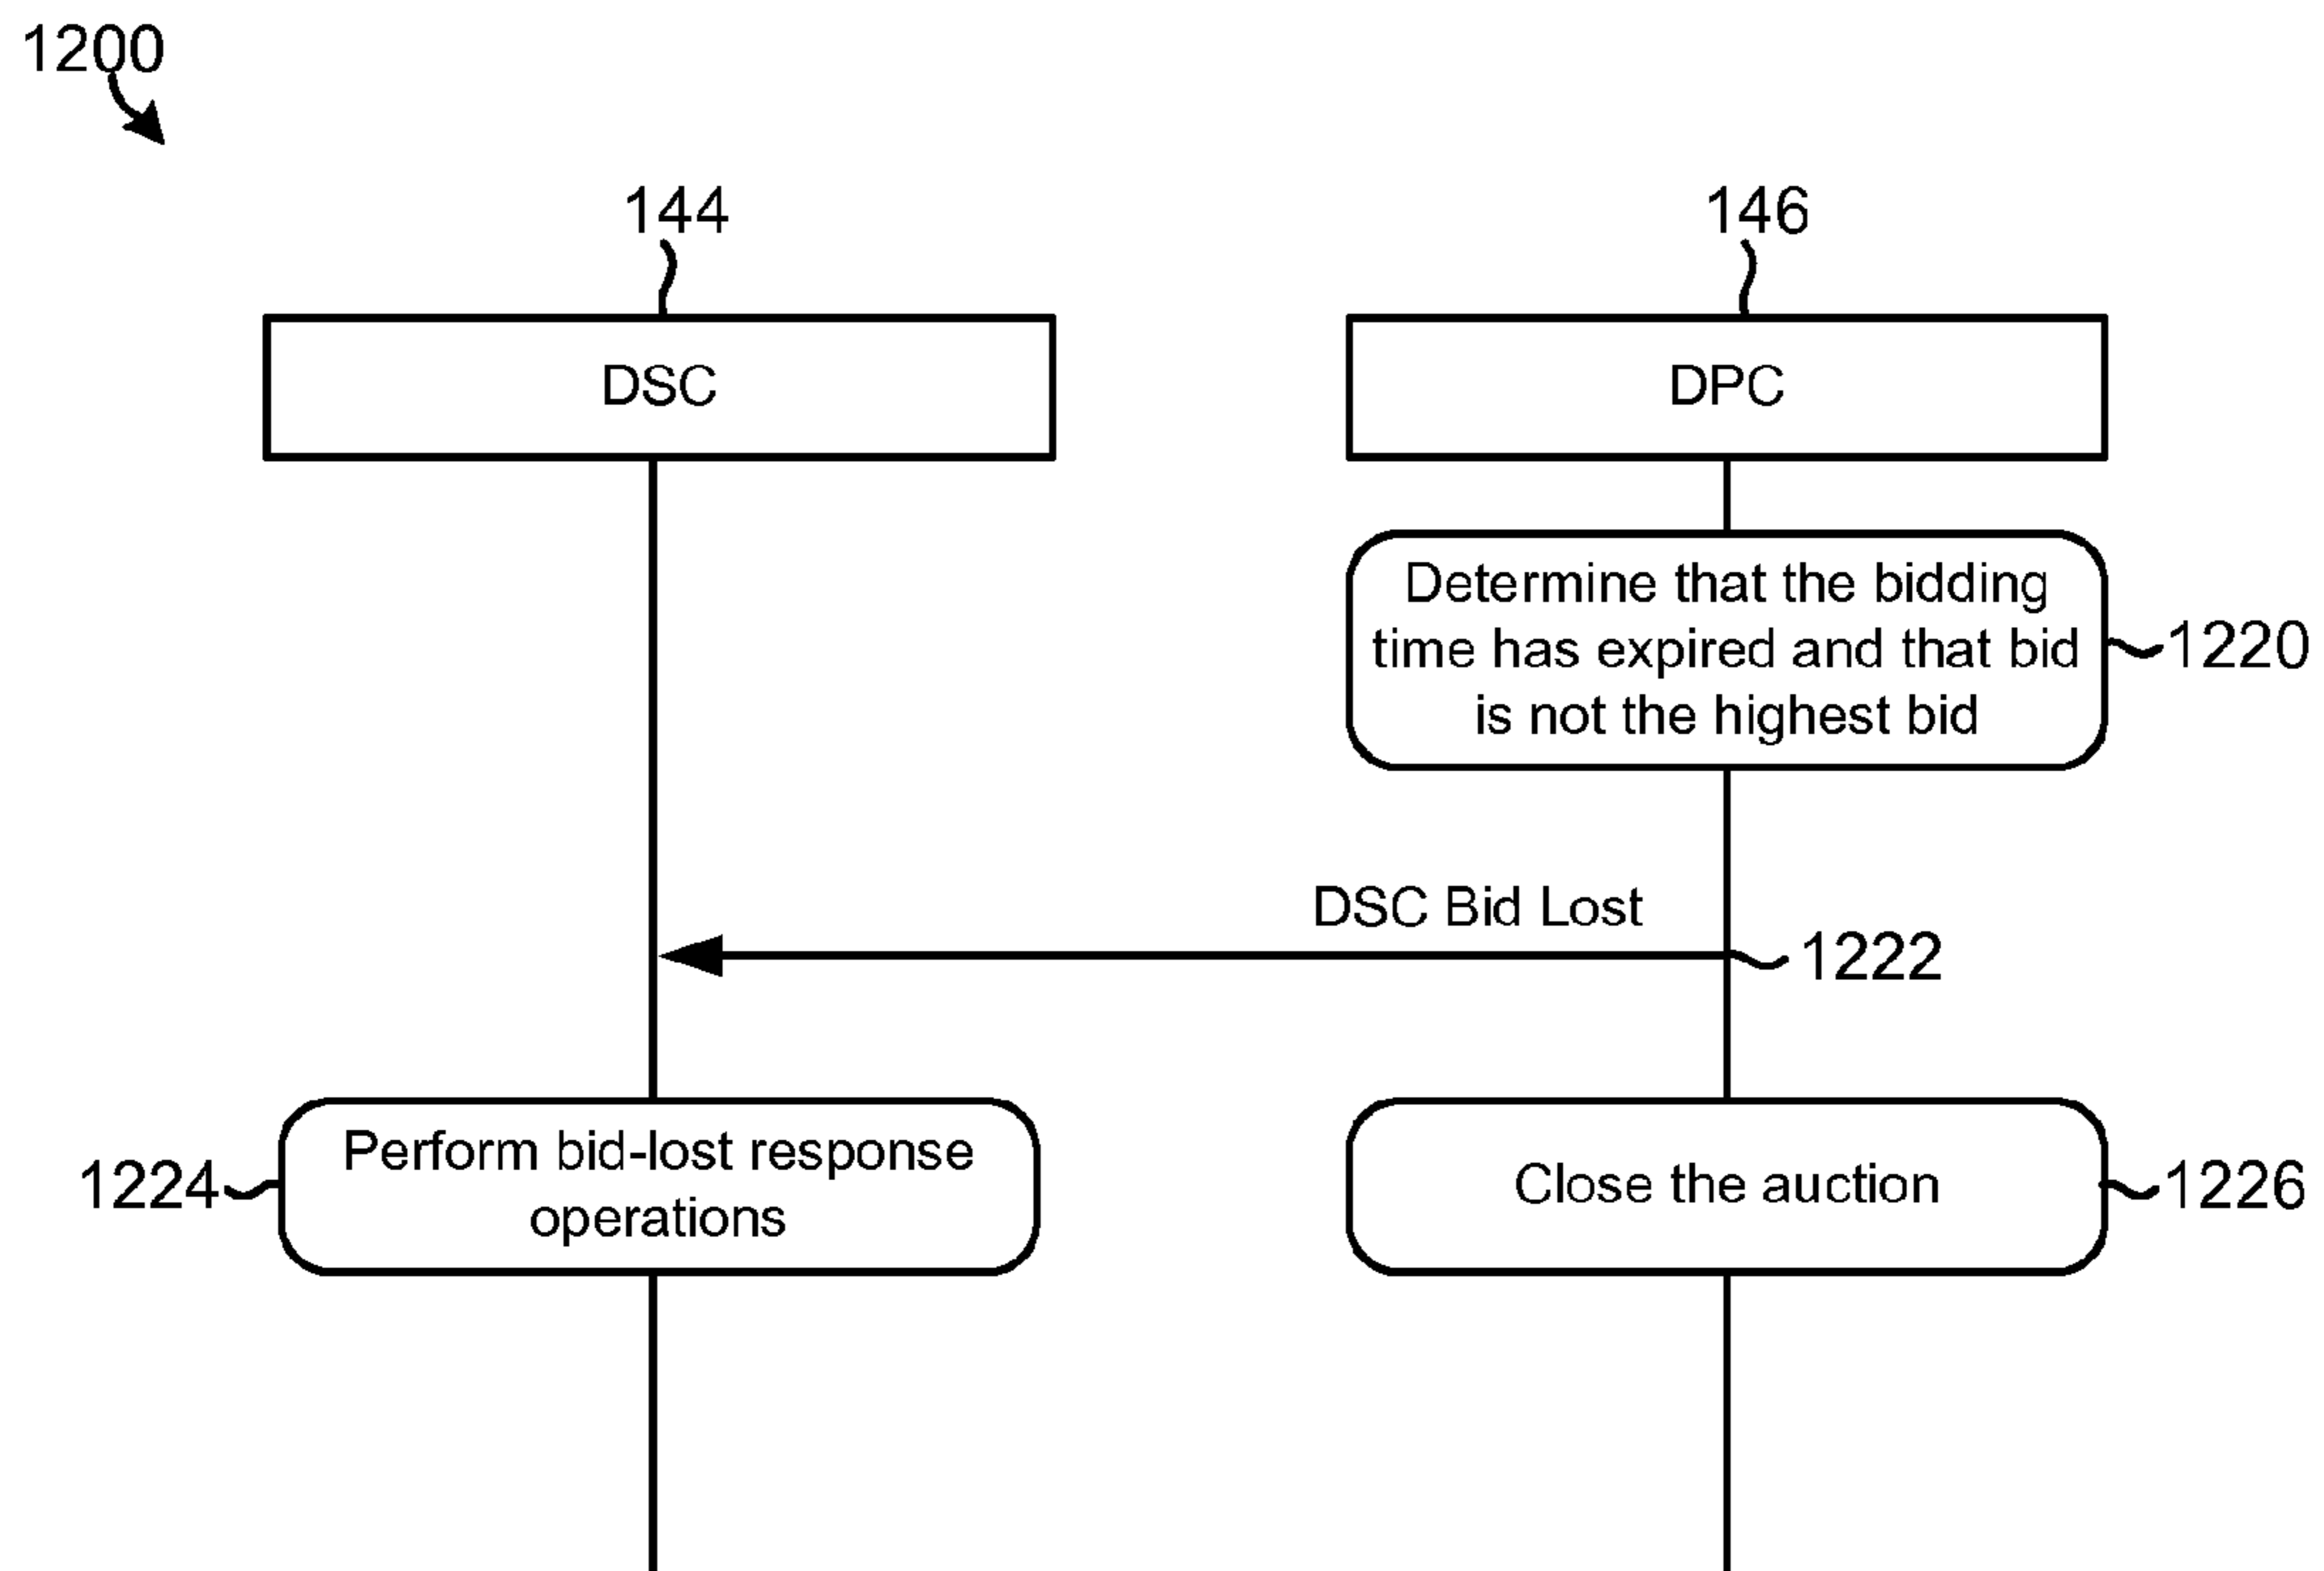 1200
144
146
DSC
DPC
Determine that the bidding
time has expired and that bid
is not the highest bid
1220
DSC Bid Lost
1222
1224
Perform bid-lost response
operations
Close the auction
1226